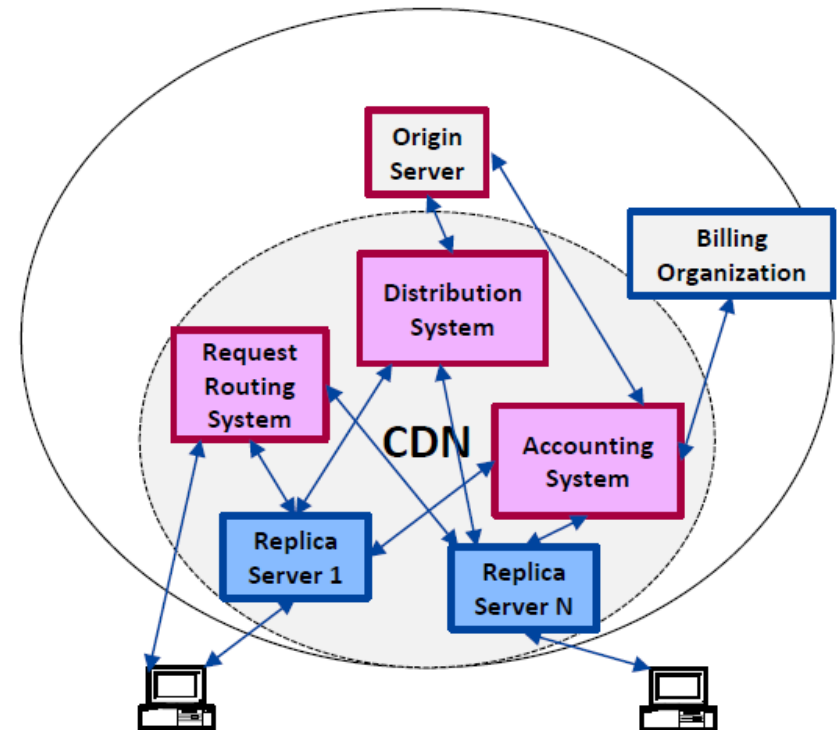 Origin
Server
Billing
Organization
Distribution
System
Request
Routing
System
CDN
Accounting
System
Replica
Server 1
Replica
Server N